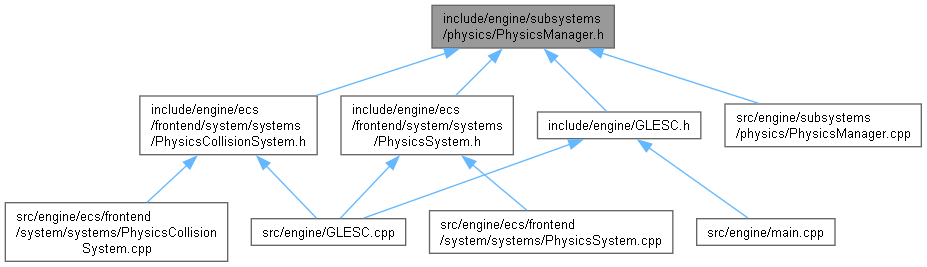 include/engine/subsystems
/physics/PhysicsManager.h
include/engine/ecs
/frontend/system/systems
/PhysicsCollisionSystem.h
include/engine/ecs
/frontend/system/systems
/PhysicsSystem.h
include/engine/GLESC.h
src/engine/subsystems
/physics/PhysicsManager.cpp
src/engine/ecs/frontend
/system/systems/PhysicsCollision
System.cpp
src/engine/GLESC.cpp
src/engine/ecs/frontend
/system/systems/PhysicsSystem.cpp
src/engine/main.cpp